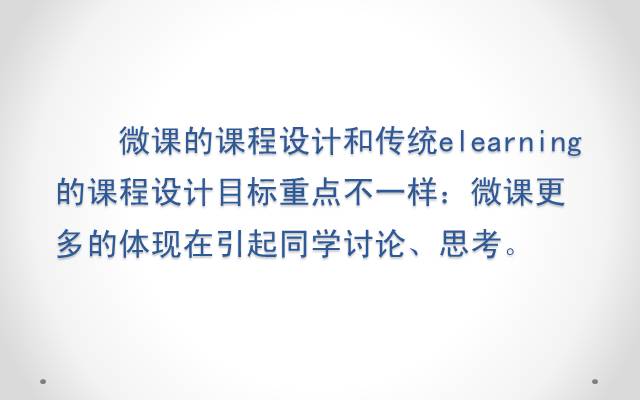 微课的课程设计和传统elearning
的课程设计目标重点不一样：微课更
多的体现在引起同学讨论、思考。